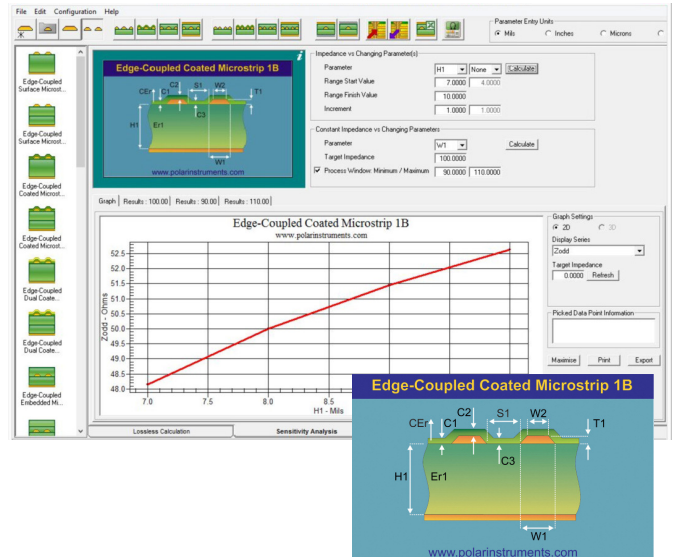 File Edit Configuration Help
Parameter Entry Units
Mils Inches Microns
Edge-Coupled
Surface Microst...
Edge-Coupled
Surface Microst...
Edge-Coupled
Coated Microst...
Edge-Coupled
Coated Microst...
Edge-Coupled
Dual Coate...
Edge-Coupled
Dual Coate...
Edge-Coupled
Embedded Mi...
Edge-Coupled Coated Microstrip 1B
i
CEr C1 C2 S1 W2 T1
C3
H1 Er1
W1
www.polarinstruments.com
Impedance vs Changing Parameter(s)
Parameter H1 None Calculate
Range Start Value 7.0000 4.0000
Range Finish Value 10.0000
Increment 1.0000 1.0000
Constant Impedance vs Changing Parameters
Parameter W1 Calculate
Target Impedance 100.0000
Process Window: Minimum / Maximum 90.0000 110.0000
Graph Results : 100.00 Results : 90.00 Results : 110.00
Edge-Coupled Coated Microstrip 1B
www.polarinstruments.com
Zodd - Ohms
52.5
52.0
51.5
51.0
50.5
50.0
49.5
49.0
48.5
48.0
7.0 7.5 8.0 8.5
H1 - Mils
Graph Settings
2D 3D
Display Series
Zodd
Target Impedance
0.0000 Refresh
Picked Data Point Information
Maximize Print Export
Lossless Calculation Sensitivity Analysis
Edge-Coupled Coated Microstrip 1B
CEr C1 C2 S1 W2 T1
C3
H1 Er1
W1
www.polarinstruments.com